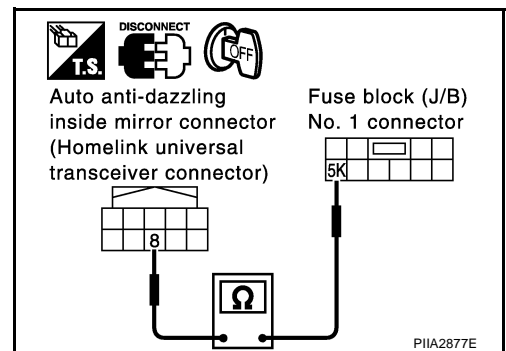 DISCONNECT
T.S.
OFF
Auto anti-dazzling
inside mirror connector
(Homelink universal
transceiver connector)
Fuse block (J/B)
No. 1 connector
5K
8
Ω
PIIA2877E